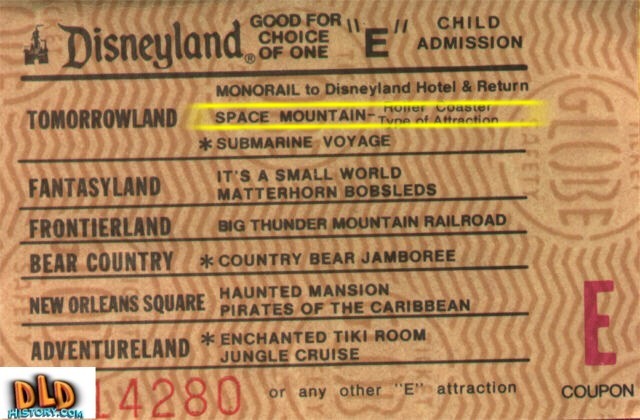 Disneyland® GOOD FOR CHOICE OF ONE "E" CHILD ADMISSION
MONORAIL to Disneyland Hotel & Return
TOMORROWLAND SPACE MOUNTAIN- Roller Coaster Type of Attraction
* SUBMARINE VOYAGE
FANTASYLAND IT'S A SMALL WORLD
MATTERHORN BOBSLEDS
FRONTIERLAND BIG THUNDER MOUNTAIN RAILROAD
BEAR COUNTRY * COUNTRY BEAR JAMBOREE
NEW ORLEANS SQUARE HAUNTED MANSION
PIRATES OF THE CARIBBEAN
ADVENTURELAND * ENCHANTED TIKI ROOM
JUNGLE CRUISE
GLOBE
E
COUPON
14280 or any other "E" attraction
DLD
HISTORY.COM